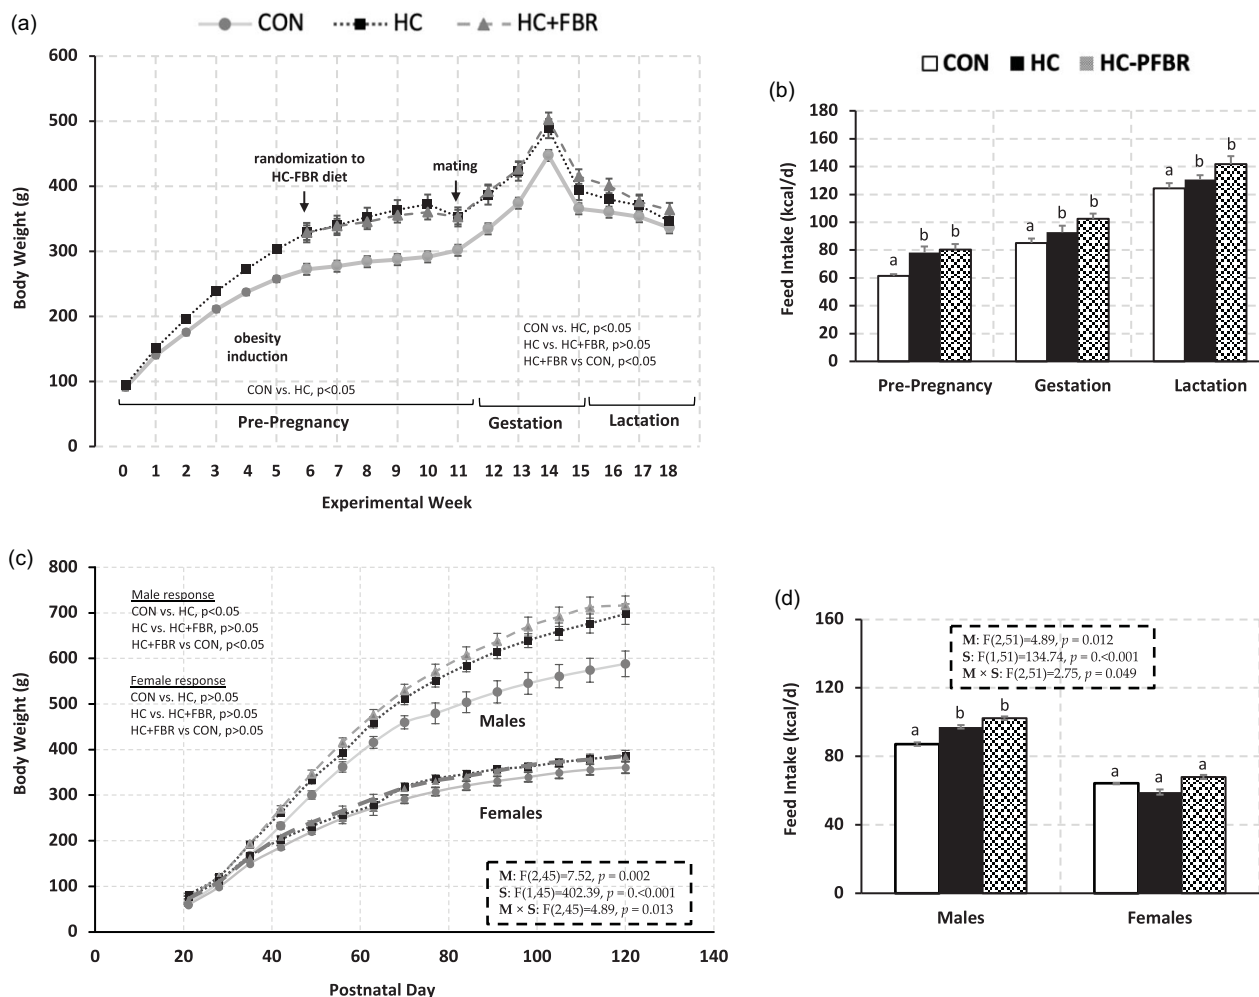 (a)
CON HC HC+FBR
600
500
400
300
200
100
0
Body Weight (g)
randomization to
HC-FBR diet
mating
obesity
induction
CON vs. HC, p<0.05
CON vs. HC, p<0.05
HC vs. HC+FBR, p>0.05
HC+FBR vs CON, p<0.05
Pre-Pregnancy
Gestation
Lactation
0 1 2 3 4 5 6 7 8 9 10 11 12 13 14 15 16 17 18
Experimental Week
(b)
CON HC HC-PFBR
180
160
140
120
100
80
60
40
20
0
Feed Intake (kcal/d)
a b b
a b b
a b b
Pre-Pregnancy Gestation Lactation
(c)
800
700
600
500
400
300
200
100
0
Body Weight (g)
Male response
CON vs. HC, p<0.05
HC vs. HC+FBR, p>0.05
HC+FBR vs CON, p<0.05
Female response
CON vs. HC, p>0.05
HC vs. HC+FBR, p>0.05
HC+FBR vs CON, p>0.05
Males
Females
M: F(2,45)=7.52, p = 0.002
S: F(1,45)=402.39, p = 0.<0.001
M × S: F(2,45)=4.89, p = 0.013
0 20 40 60 80 100 120 140
Postnatal Day
(d)
160
120
80
40
0
Feed Intake (kcal/d)
M: F(2,51)=4.89, p = 0.012
S: F(1,51)=134.74, p = 0.<0.001
M × S: F(2,51)=2.75, p = 0.049
a b b
a a a
Males Females